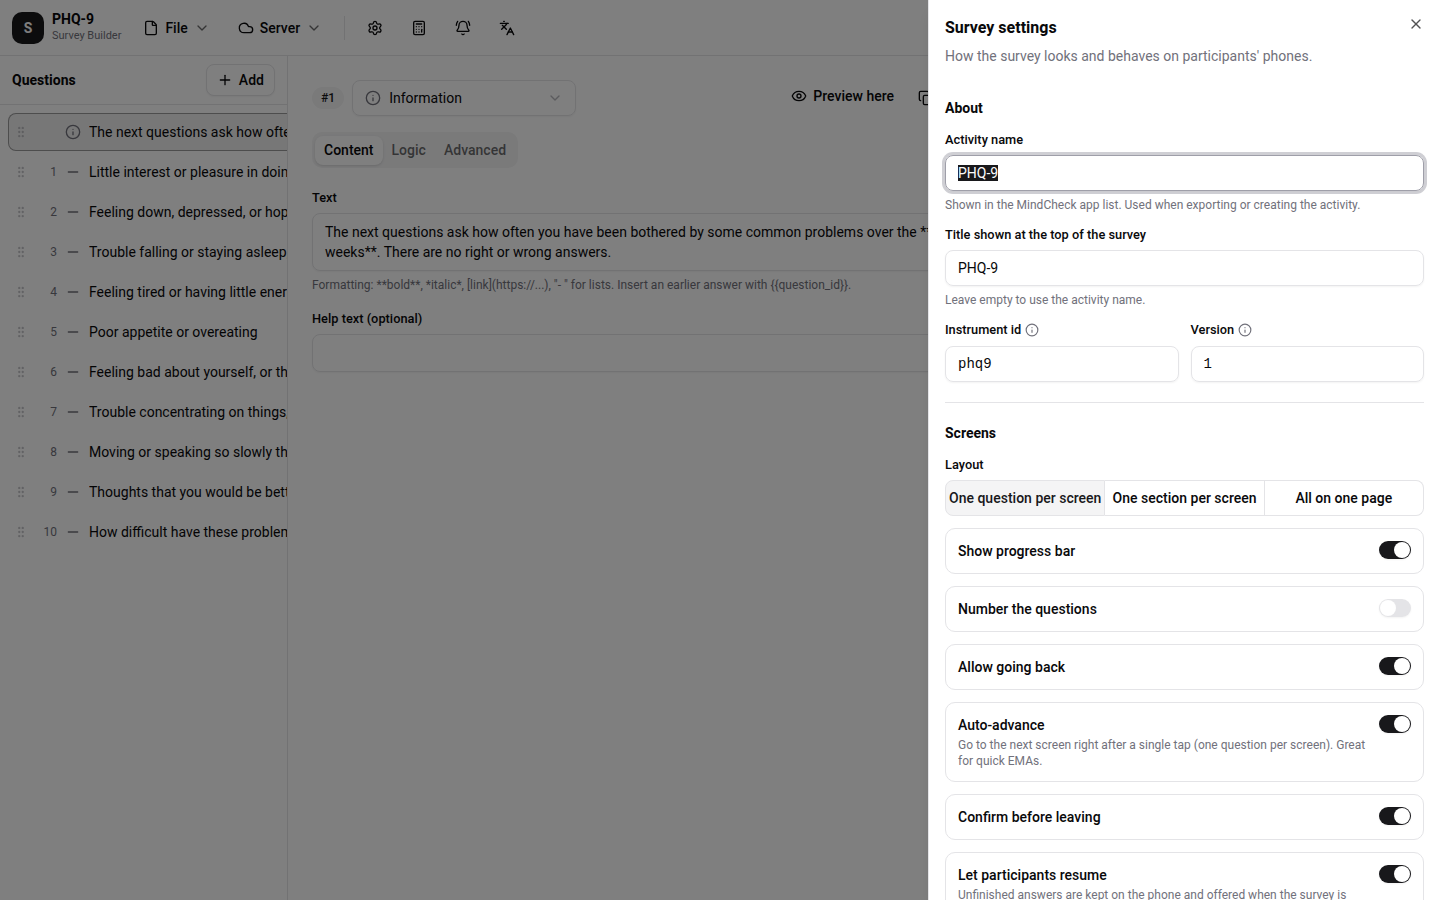 S
PHQ-9
Survey Builder
File
Server
Questions
Add
The next questions ask how ofte
1 Little interest or pleasure in doin
2 Feeling down, depressed, or hop
3 Trouble falling or staying asleep
4 Feeling tired or having little ener
5 Poor appetite or overeating
6 Feeling bad about yourself, or th
7 Trouble concentrating on things,
8 Moving or speaking so slowly th
9 Thoughts that you would be bett
10 How difficult have these problem
#1
Information
Preview here
Content Logic Advanced
Text
The next questions ask how often you have been bothered by some common problems over the **
weeks**. There are no right or wrong answers.
Formatting: **bold**, *italic*, [link](https://...), "- " for lists. Insert an earlier answer with {{question_id}}.
Help text (optional)
Survey settings
How the survey looks and behaves on participants' phones.
About
Activity name
PHQ-9
Shown in the MindCheck app list. Used when exporting or creating the activity.
Title shown at the top of the survey
PHQ-9
Leave empty to use the activity name.
Instrument id Version
phq9 1
Screens
Layout
One question per screen One section per screen All on one page
Show progress bar
Number the questions
Allow going back
Auto-advance
Go to the next screen right after a single tap (one question per screen). Great
for quick EMAs.
Confirm before leaving
Let participants resume
Unfinished answers are kept on the phone and offered when the survey is